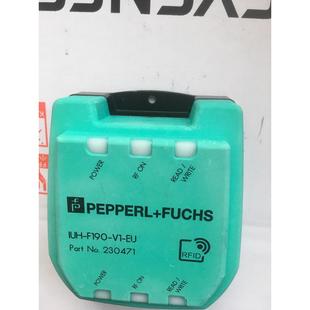 POWER
RF ON
READ/
WRITE
PEPPERL+FUCHS
IUH-F190-V1-EU
Part No. 230471
RFID
POWER
RF ON
READ/
WRITE